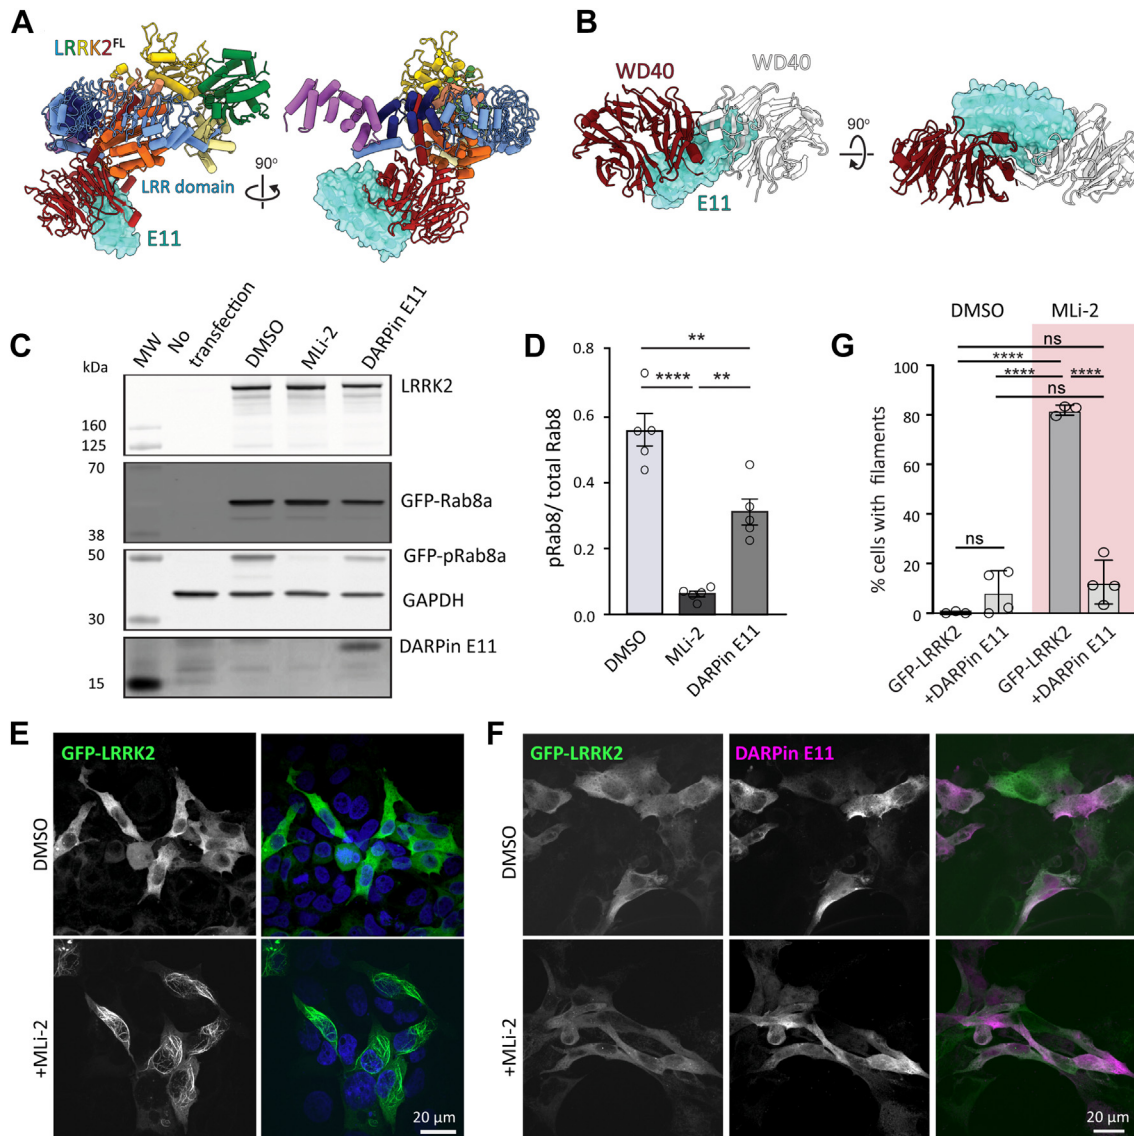 A
LRRK2FL
LRR domain
90°
E11
B
WD40
WD40
90°
E11
C
MW
No
transfection
DMSO
MLi-2
DARPin E11
kDa
LRRK2
160
125
70
GFP-Rab8a
38
50
GFP-pRab8a
GAPDH
30
DARPin E11
15
D
pRab8/ total Rab8
0.8
0.6
0.4
0.2
0.0
**
****
**
DMSO
MLi-2
DARPin E11
G
DMSO
MLi-2
% cells with filaments
100
80
60
40
20
0
ns
****
****
****
ns
ns
GFP-LRRK2
+DARPin E11
GFP-LRRK2
+DARPin E11
E
GFP-LRRK2
DMSO
+MLi-2
20 µm
F
GFP-LRRK2
DARPin E11
DMSO
+MLi-2
20 µm